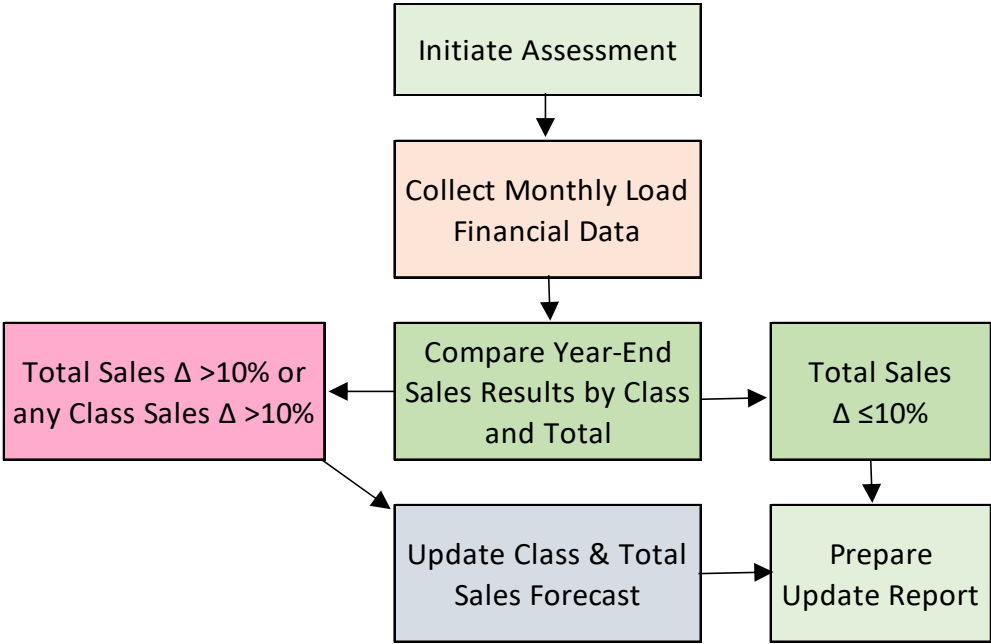 Initiate Assessment
Collect Monthly Load
Financial Data
Compare Year-End
Sales Results by Class
and Total
Total Sales Δ >10% or
any Class Sales Δ >10%
Total Sales
Δ ≤10%
Update Class & Total
Sales Forecast
Prepare
Update Report